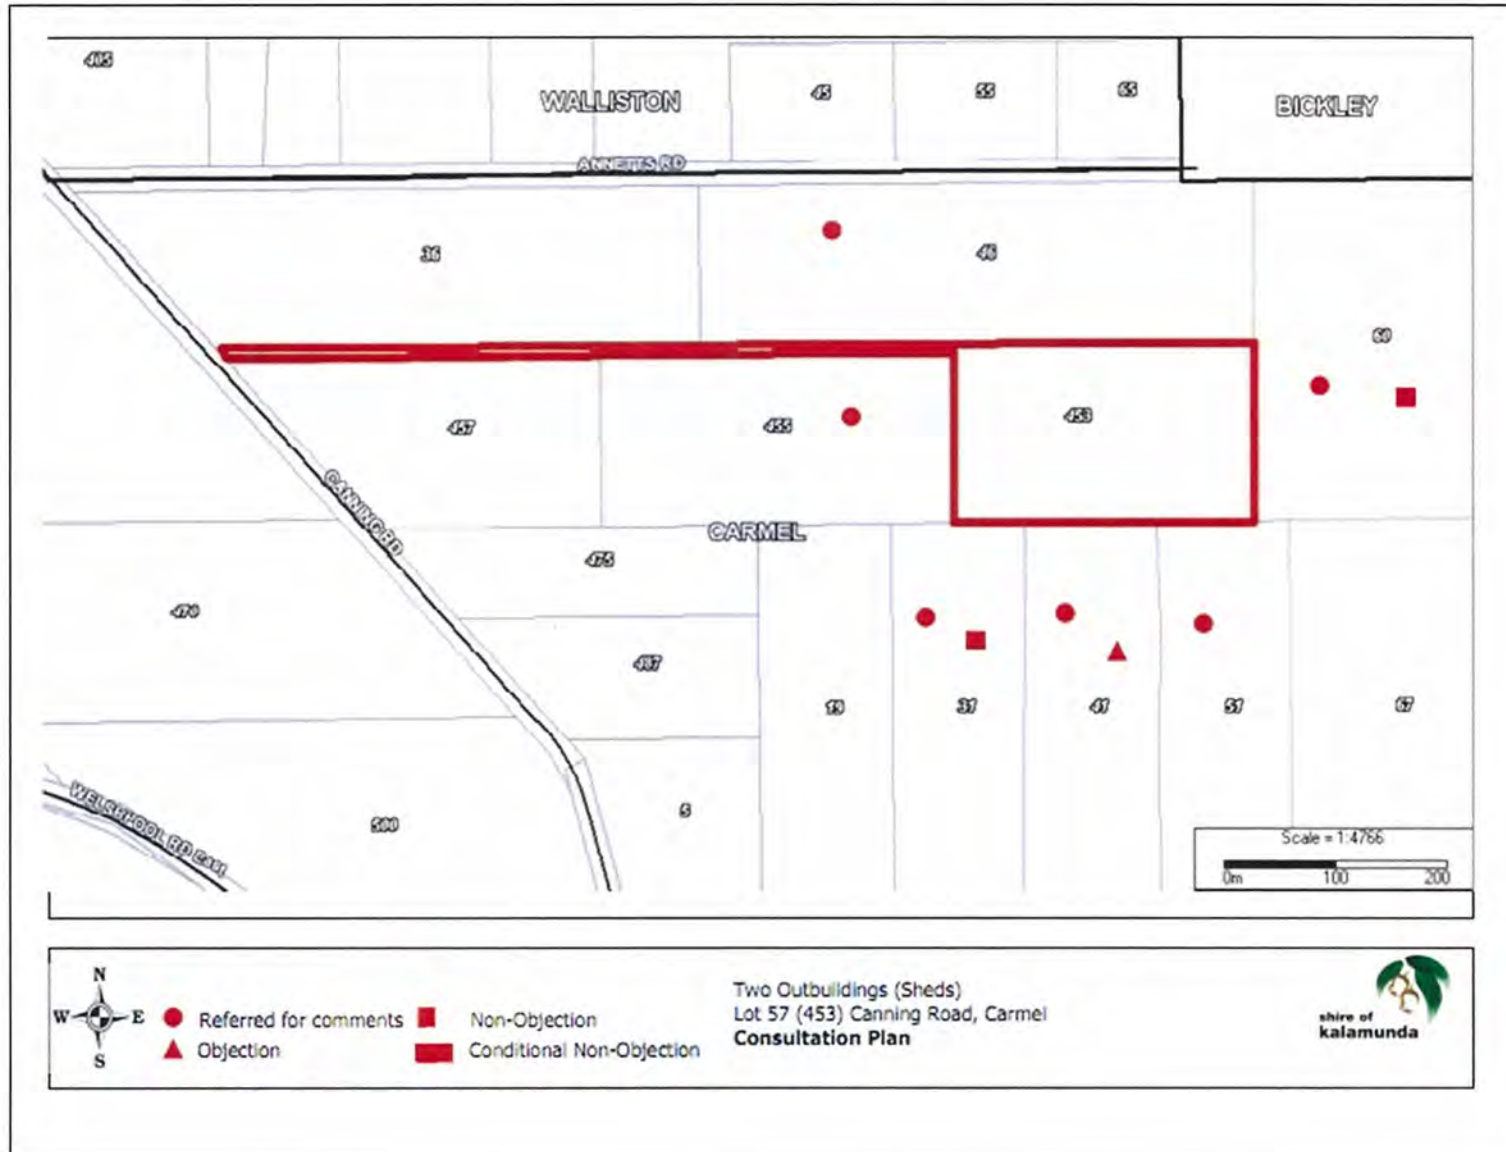 405
WALLISTON
45
55
65
BICKLEY
ANNETTS RD
36
46
60
457
455
453
CANNING RD
CARMEL
475
470
487
19
31
41
51
67
WELSHPOOL RD East
500
5
Scale = 1:4766
0m 100 200
N
W E
S
Referred for comments
Non-Objection
Objection
Conditional Non-Objection
Two Outbuildings (Sheds)
Lot 57 (453) Canning Road, Carmel
Consultation Plan
shire of
kalamunda